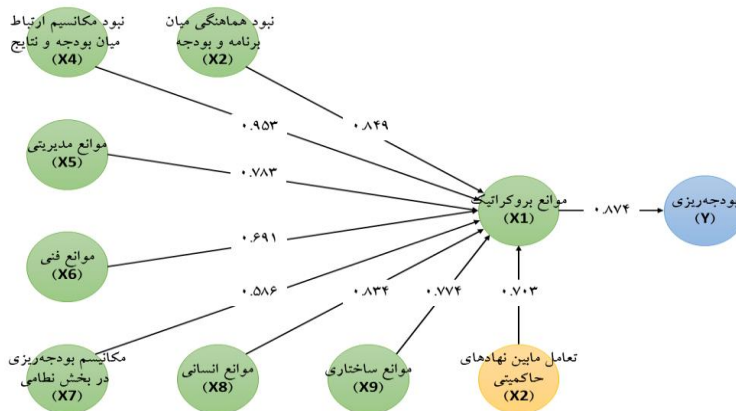 نبود مکانسیم ارتباط
میان بودجه و نتایج
(X4)
نبود هماهنگی میان
برنامه و بودجه
(X2)
۰.۹۵۳
۰.۸۴۹
موانع مدیریتی
(X5)
۰.۷۸۳
موانع بروکراتیک
(X1)
۰.۸۷۴
بودجه‌ریزی
(Y)
موانع فنی
(X6)
۰.۶۹۱
۰.۵۸۶
۰.۸۳۴
۰.۷۷۴
۰.۷۰۳
مکانیسم بودجه‌ریزی
در بخش نظامی
(X7)
موانع انسانی
(X8)
موانع ساختاری
(X9)
تعامل مابین نهادهای
حاکمیتی
(X2)